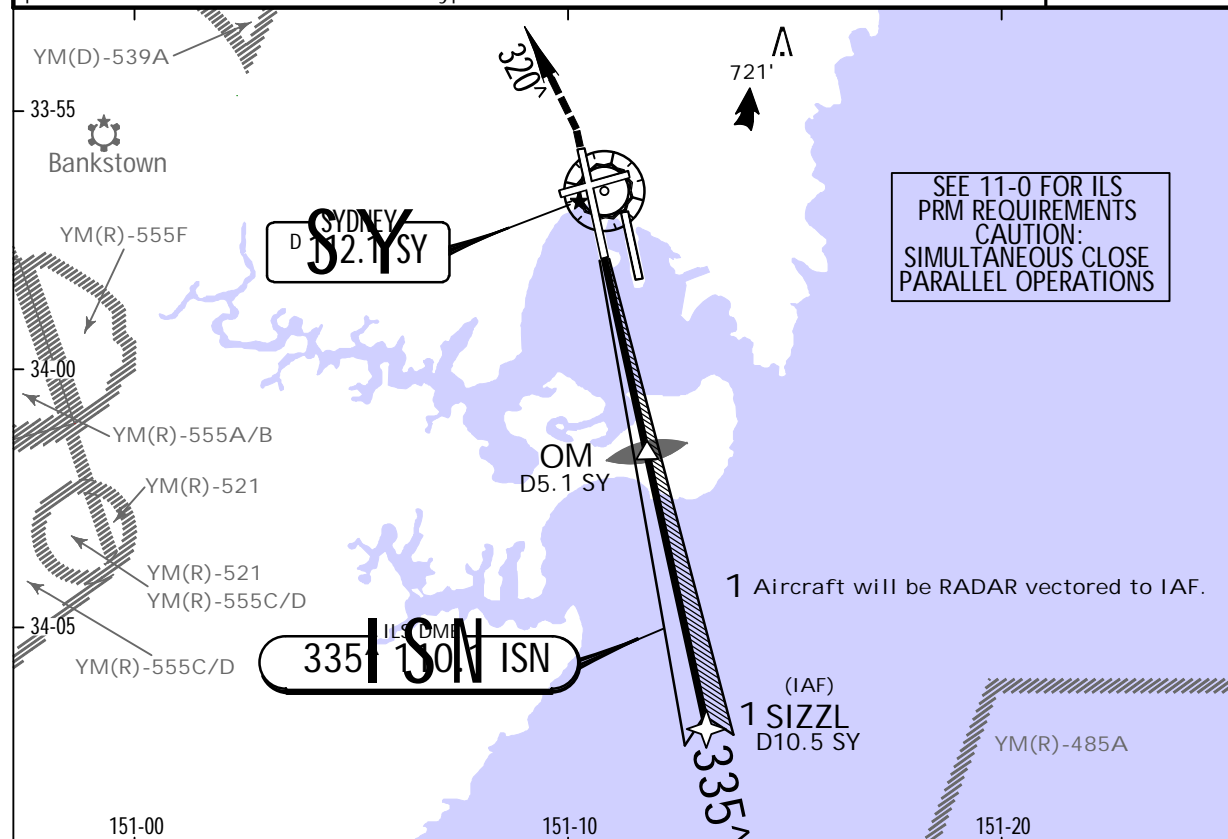 YM(D)-539A
320^
721'
33-55
Bankstown
SEE 11-0 FOR ILS
PRM REQUIREMENTS
CAUTION:
SIMULTANEOUS CLOSE
PARALLEL OPERATIONS
SYDNEY
D 112.1 SY
S Y
YM(R)-555F
34-00
YM(R)-555A/B
OM
D5.1 SY
YM(R)-521
YM(R)-521
YM(R)-555C/D
1 Aircraft will be RADAR vectored to IAF.
34-05
ILS DME
335^ 110.1 ISN
I S N
YM(R)-555C/D
(IAF)
1 SIZZL
D10.5 SY
YM(R)-485A
335^
151-00
151-10
151-20